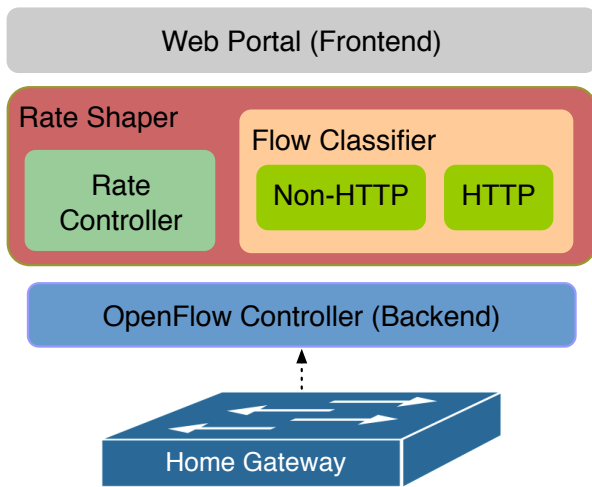 Web Portal (Frontend)
Rate Shaper
Flow Classifier
Rate
Controller
Non-HTTP
HTTP
OpenFlow Controller (Backend)
Home Gateway